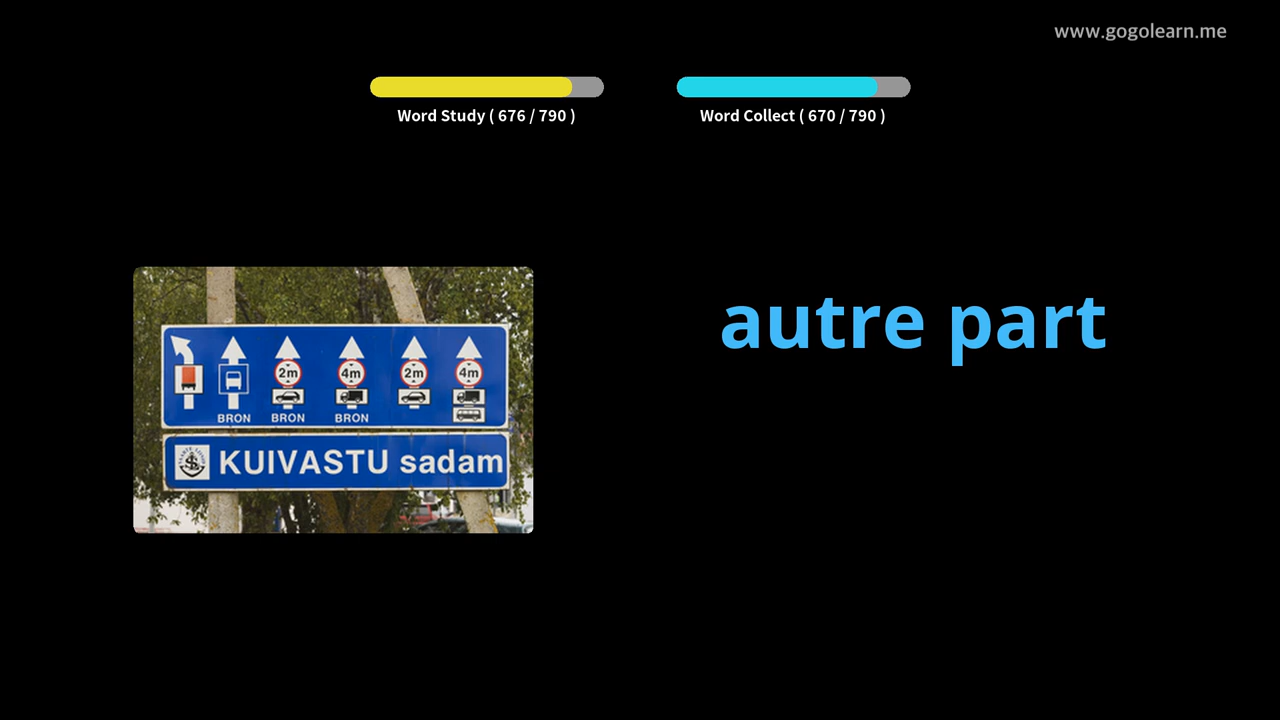 www.gogolearn.me
Word Study ( 676 / 790 )
Word Collect ( 670 / 790 )
autre part
2m 4m 2m 4m
BRON BRON BRON
KUIVASTU sadam